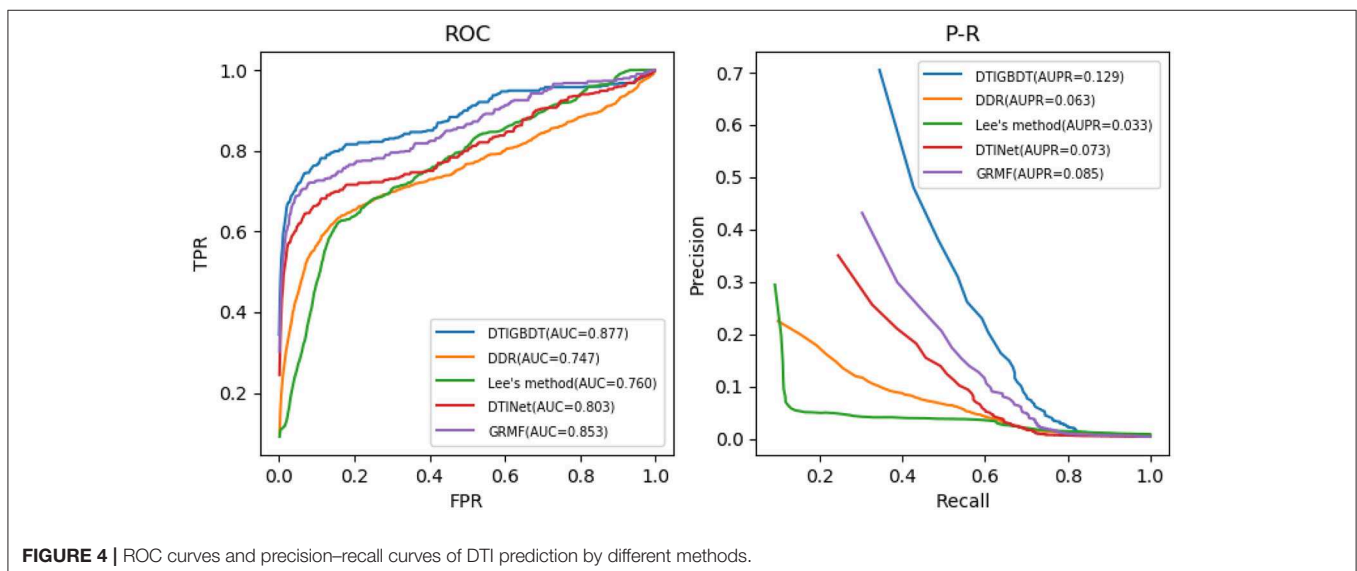 ROC
1.0
0.8
0.6
0.4
0.2
TPR
0.0
0.2
0.4
0.6
0.8
1.0
FPR
DTIGBDT(AUC=0.877)
DDR(AUC=0.747)
Lee's method(AUC=0.760)
DTINet(AUC=0.803)
GRMF(AUC=0.853)
P-R
0.7
0.6
0.5
0.4
0.3
0.2
0.1
0.0
Precision
0.2
0.4
0.6
0.8
1.0
Recall
DTIGBDT(AUPR=0.129)
DDR(AUPR=0.063)
Lee's method(AUPR=0.033)
DTINet(AUPR=0.073)
GRMF(AUPR=0.085)
FIGURE 4 | ROC curves and precision–recall curves of DTI prediction by different methods.